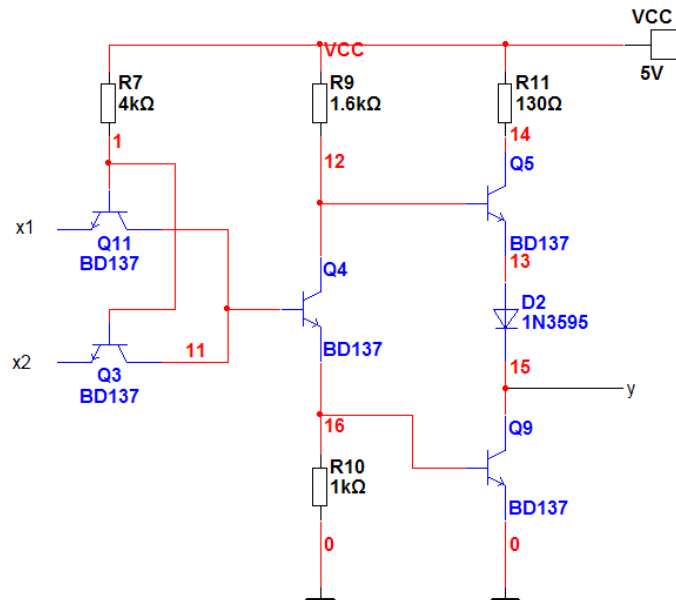 VCC
VCC
5V
R7
4kΩ
R9
1.6kΩ
R11
130Ω
1
12
14
Q5
x1
Q11
BD137
BD137
13
Q4
D2
1N3595
x2
11
BD137
Q3
BD137
15
y
16
Q9
R10
1kΩ
BD137
0
0